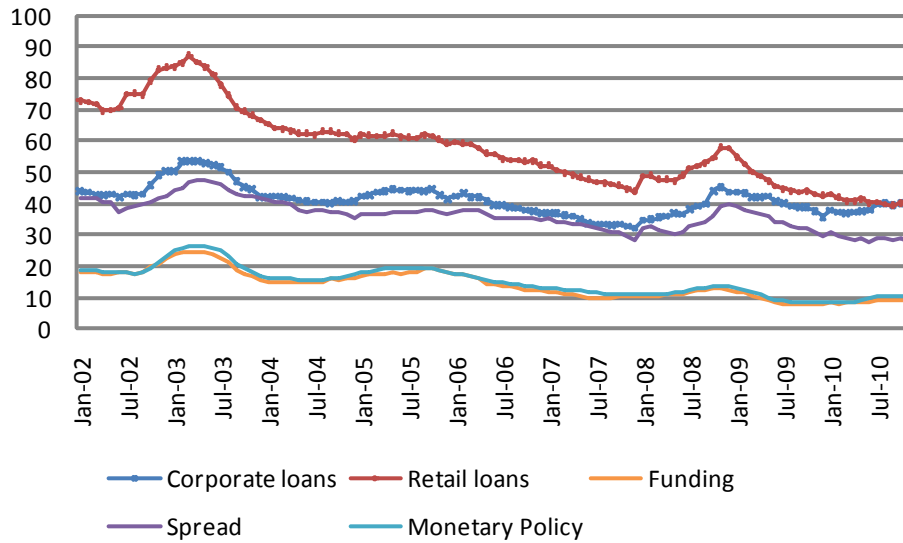 100
90
80
70
60
50
40
30
20
10
0
Jan-02
Jul-02
Jan-03
Jul-03
Jan-04
Jul-04
Jan-05
Jul-05
Jan-06
Jul-06
Jan-07
Jul-07
Jan-08
Jul-08
Jan-09
Jul-09
Jan-10
Jul-10
Corporate loans Retail loans Funding
Spread Monetary Policy